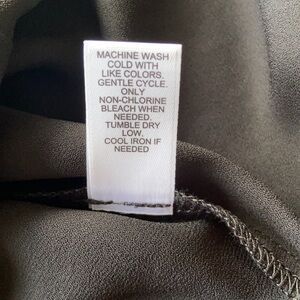 MACHINE WASH
COLD WITH
LIKE COLORS.
GENTLE CYCLE.
ONLY
NON-CHLORINE
BLEACH WHEN
NEEDED.
TUMBLE DRY
LOW.
COOL IRON IF
NEEDED